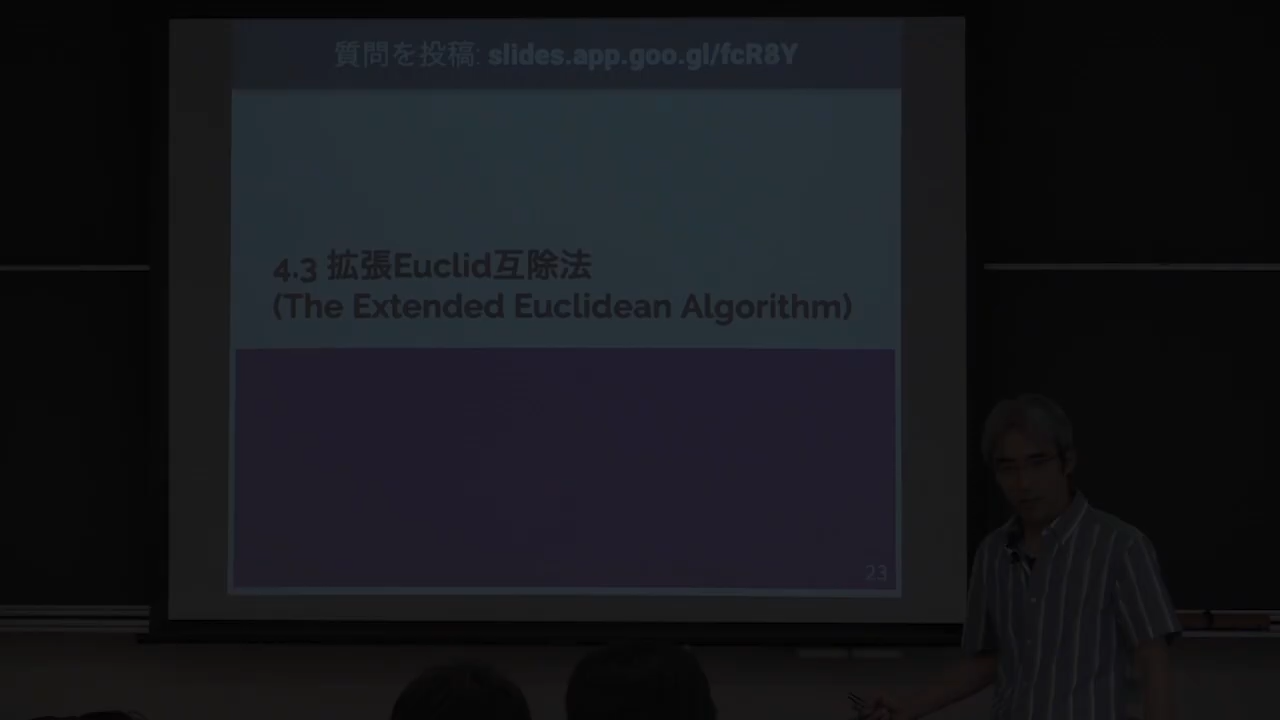 質問を投稿: slides.app.goo.gl/fcR8Y
4.3 拡張Euclid互除法
(The Extended Euclidean Algorithm)
23